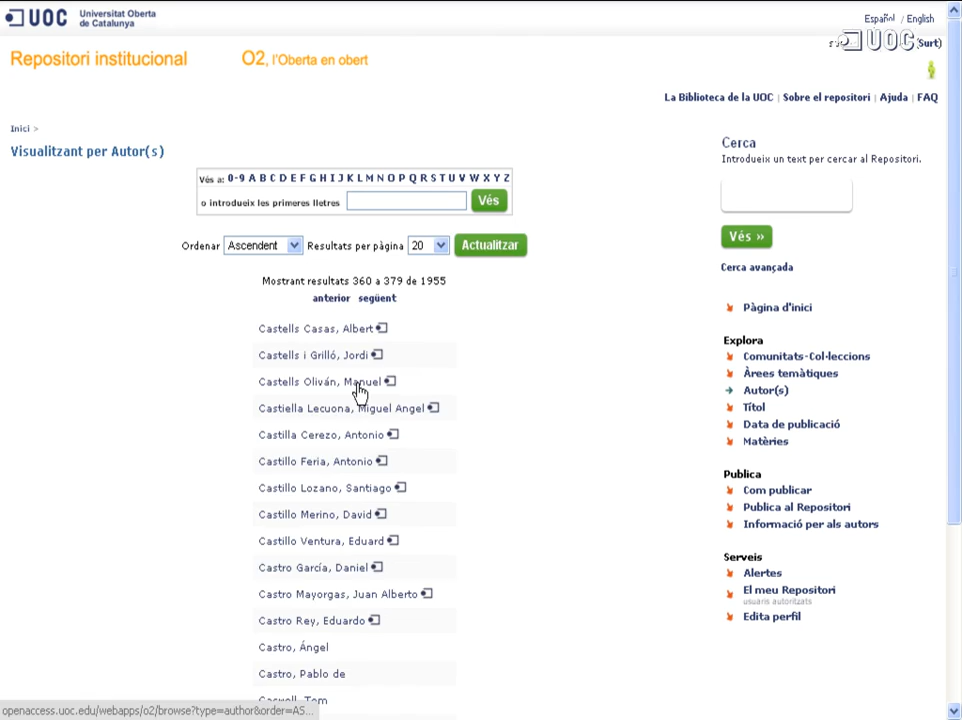 UOC Universitat Oberta
de Catalunya
Español / English
UOC (Surt)
Repositori institucional
O2, l'Oberta en obert
La Biblioteca de la UOC | Sobre el repositori | Ajuda | FAQ
Inici >
Visualitzant per Autor(s)
Vés a: 0-9 A B C D E F G H I J K L M N O P Q R S T U V W X Y Z
o introdueix les primeres lletres Vés
Ordenar Ascendent Resultats per pàgina 20 Actualitzar
Mostrant resultats 360 a 379 de 1955
anterior següent
Castells Casas, Albert
Castells i Grilló, Jordi
Castells Oliván, Manuel
Castiella Lecuona, Miguel Angel
Castilla Cerezo, Antonio
Castillo Feria, Antonio
Castillo Lozano, Santiago
Castillo Merino, David
Castillo Ventura, Eduard
Castro García, Daniel
Castro Mayorgas, Juan Alberto
Castro Rey, Eduardo
Castro, Ángel
Castro, Pablo de
Caswell, Tom
Cerca
Introdueix un text per cercar al Repositori.
Vés »
Cerca avançada
Pàgina d'inici
Explora
Comunitats-Col·leccions
Àrees temàtiques
Autor(s)
Títol
Data de publicació
Matèries
Publica
Com publicar
Publica al Repositori
Informació per als autors
Serveis
Alertes
El meu Repositori
usuaris autoritzats
Edita perfil
openaccess.uoc.edu/webapps/o2/browse?type=author&order=AS...